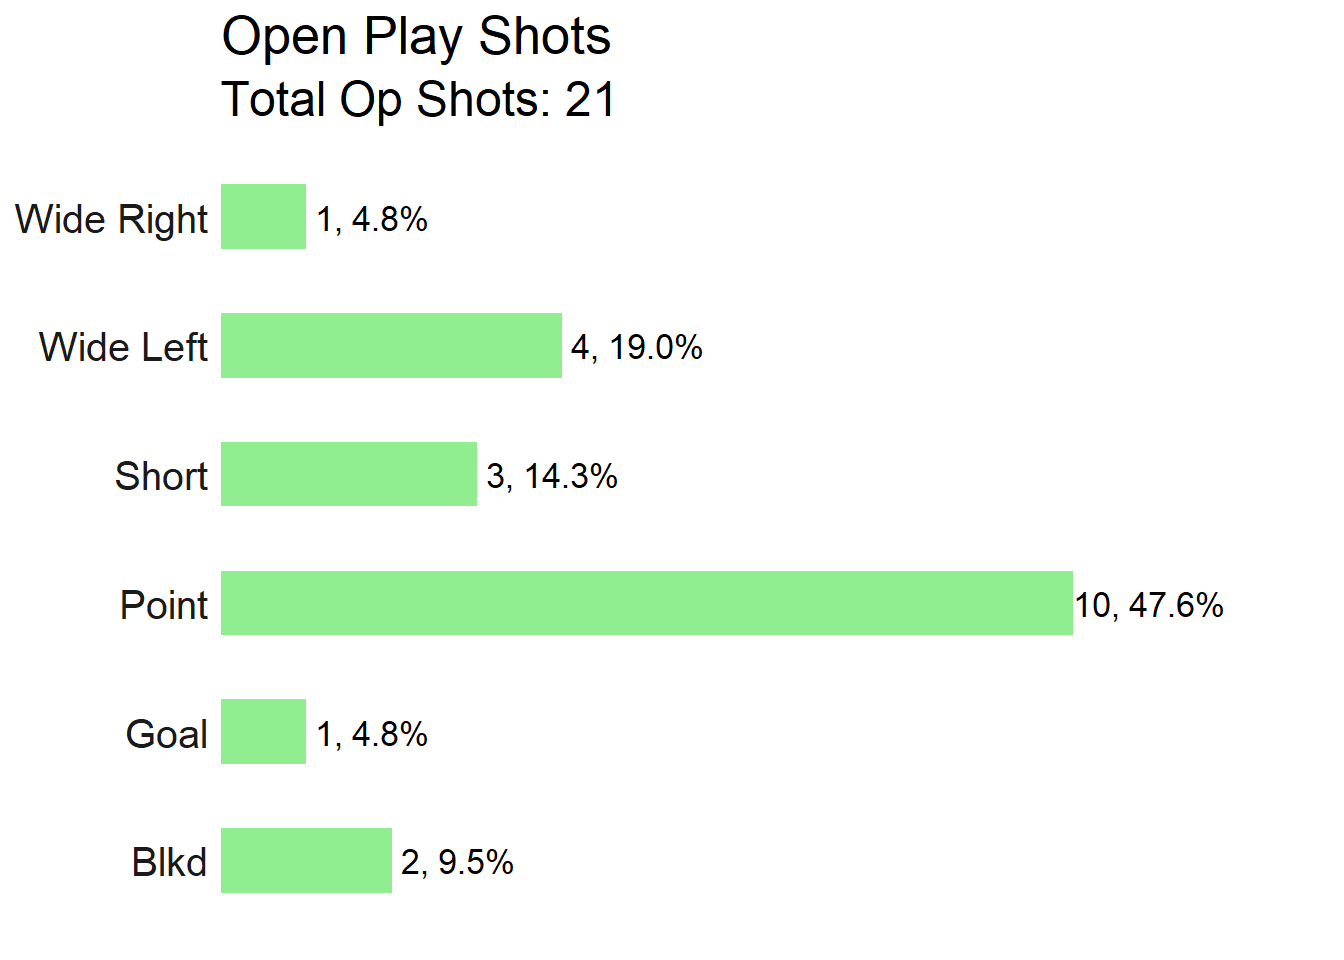 Open Play Shots
Total Op Shots: 21
Wide Right 1, 4.8%
Wide Left 4, 19.0%
Short 3, 14.3%
Point 10, 47.6%
Goal 1, 4.8%
Blkd 2, 9.5%